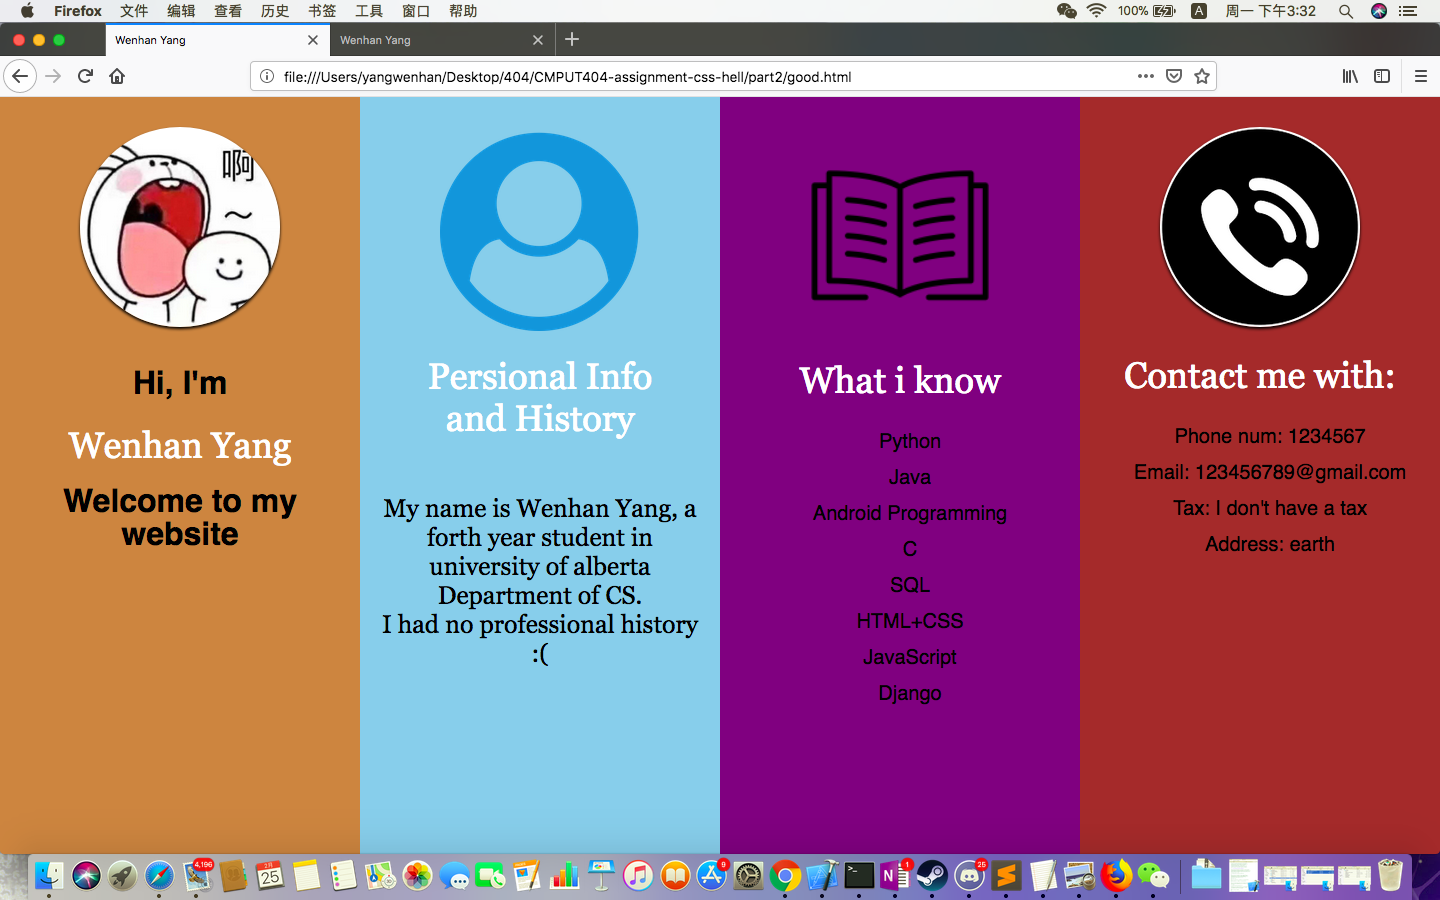 Firefox 文件 编辑 查看 历史 书签 工具 窗口 帮助 100% A 周一 下午3:32
Wenhan Yang Wenhan Yang
file:///Users/yangwenhan/Desktop/404/CMPUT404-assignment-css-hell/part2/good.html
啊
~
Hi, I'm
Wenhan Yang
Welcome to my
website
Persional Info
and History
My name is Wenhan Yang, a
forth year student in
university of alberta
Department of CS.
I had no professional history
:(
What i know
Python
Java
Android Programming
C
SQL
HTML+CSS
JavaScript
Django
Contact me with:
Phone num: 1234567
Email: 123456789@gmail.com
Tax: I don't have a tax
Address: earth
4,196
2月
25
9
1
25